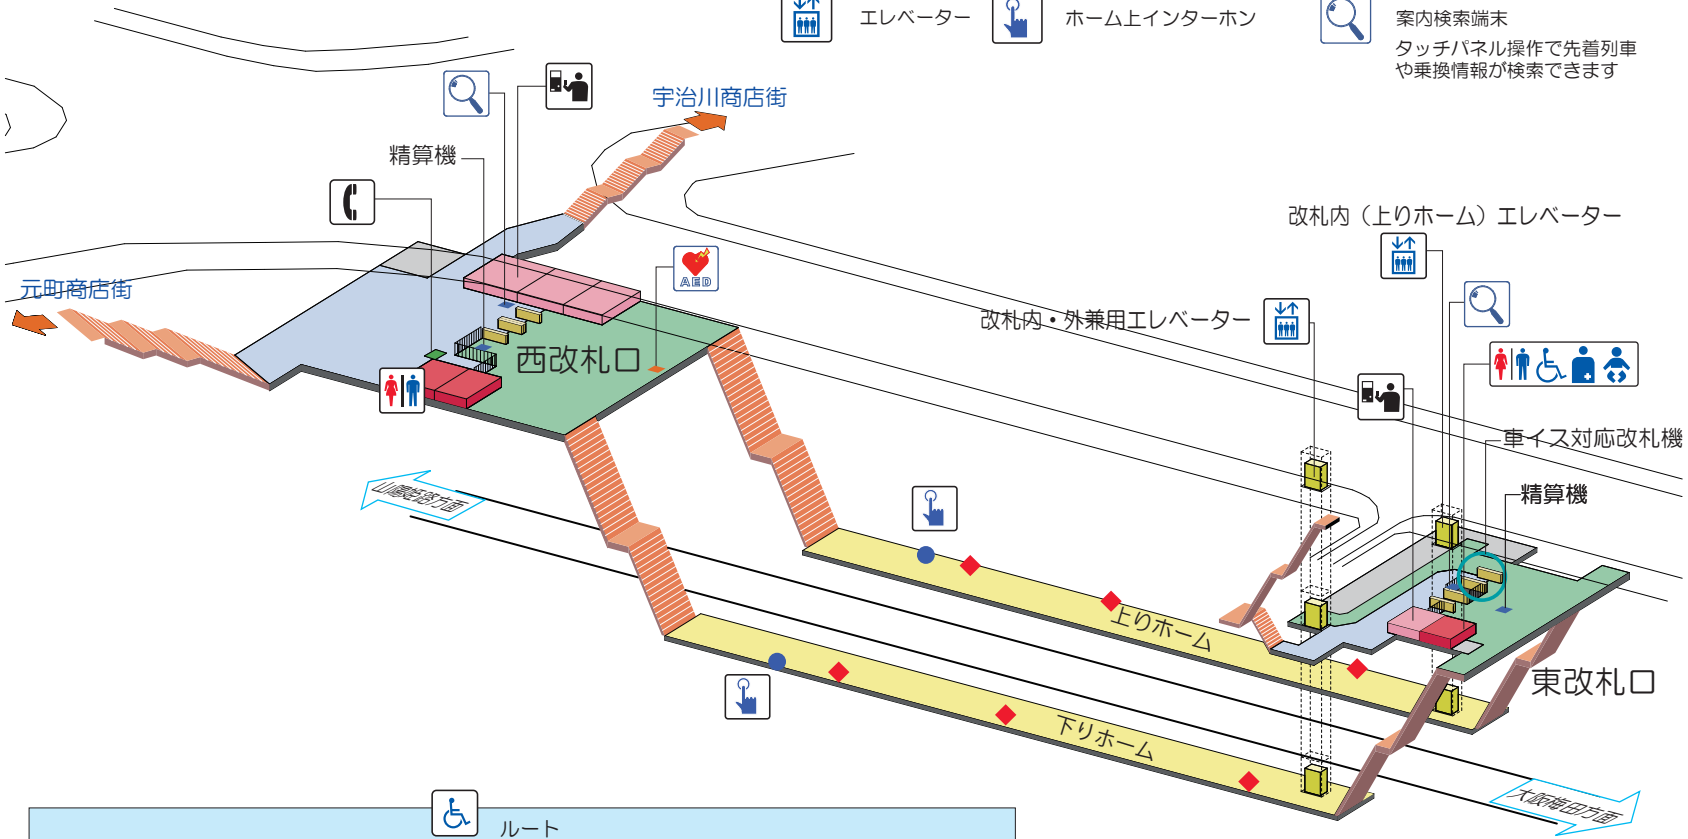 エレベーター
ホーム上インターホン
案内検索端末
タッチパネル操作で先着列車
や乗換情報が検索できます
宇治川商店街
精算機
改札内（上りホーム）エレベーター
AED
元町商店街
改札内・外兼用エレベーター
西改札口
車イス対応改札機
山陽姫路方面
精算機
上りホーム
東改札口
下りホーム
大阪梅田方面
ルート